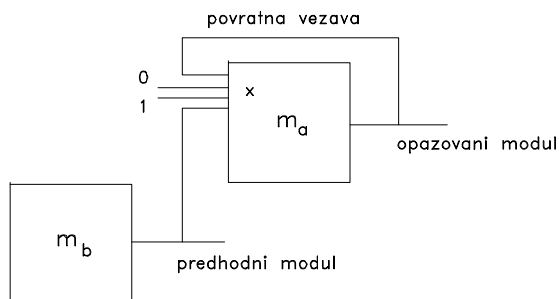 povratna vezava
0
x
1
m_a
opazovani modul
m_b
predhodni modul